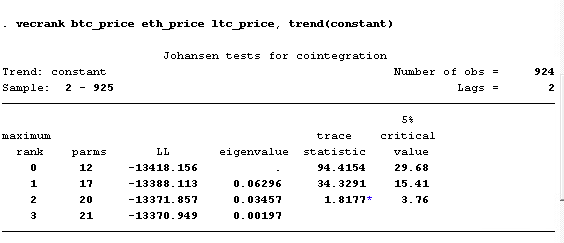 . vecrank btc_price eth_price ltc_price, trend(constant)
Johansen tests for cointegration
Trend: constant Number of obs = 924
Sample: 2 - 925 Lags = 2
5%
maximum trace critical
rank parms LL eigenvalue statistic value
0 12 -13418.156 . 94.4154 29.68
1 17 -13388.113 0.06296 34.3291 15.41
2 20 -13371.857 0.03457 1.8177* 3.76
3 21 -13370.949 0.00197